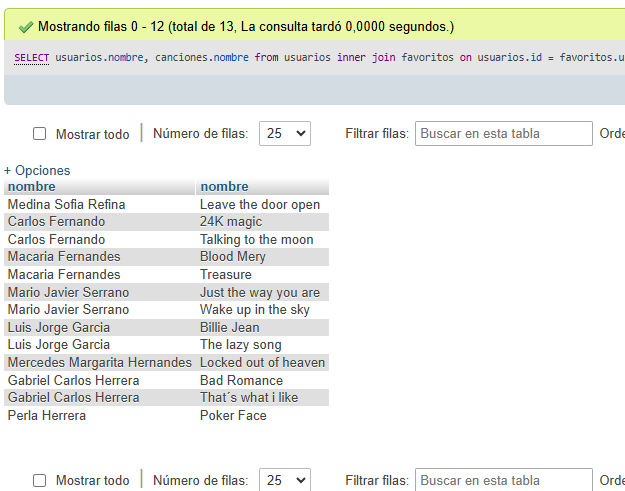 Mostrando filas 0 - 12 (total de 13, La consulta tardó 0,0000 segundos.)
SELECT usuarios.nombre, canciones.nombre from usuarios inner join favoritos on usuarios.id = favoritos.u
Mostrar todo | Número de filas: 25 Filtrar filas: Buscar en esta tabla Orde
+ Opciones
nombre nombre
Medina Sofia Refina Leave the door open
Carlos Fernando 24K magic
Carlos Fernando Talking to the moon
Macaria Fernandes Blood Mery
Macaria Fernandes Treasure
Mario Javier Serrano Just the way you are
Mario Javier Serrano Wake up in the sky
Luis Jorge Garcia Billie Jean
Luis Jorge Garcia The lazy song
Mercedes Margarita Hernandes Locked out of heaven
Gabriel Carlos Herrera Bad Romance
Gabriel Carlos Herrera That´s what i like
Perla Herrera Poker Face
Mostrar todo | Número de filas: 25 Filtrar filas: Buscar en esta tabla Orde